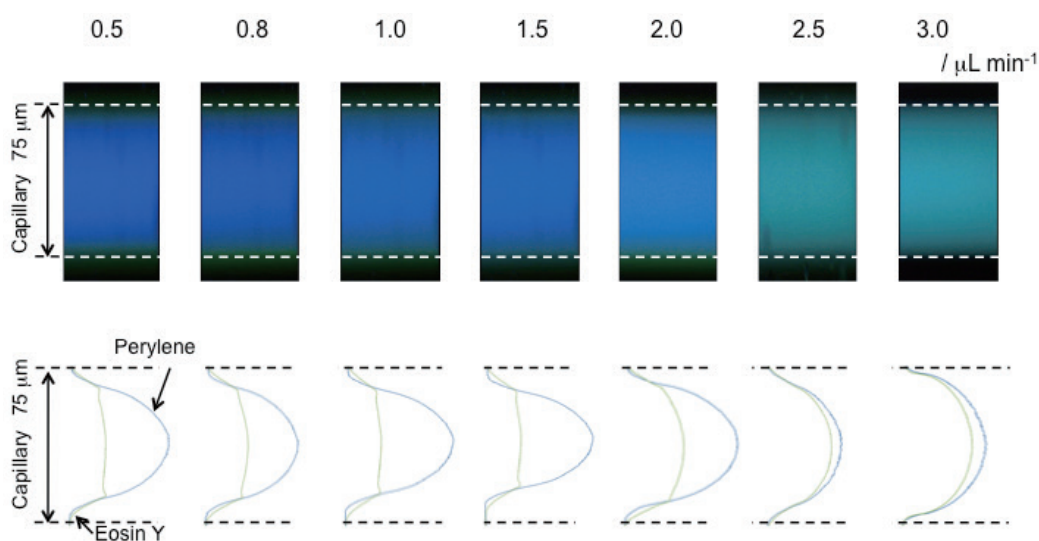 0.5 0.8 1.0 1.5 2.0 2.5 3.0
/ μL min⁻¹
Capillary 75 μm
Perylene
Capillary 75 μm
Eosin Y